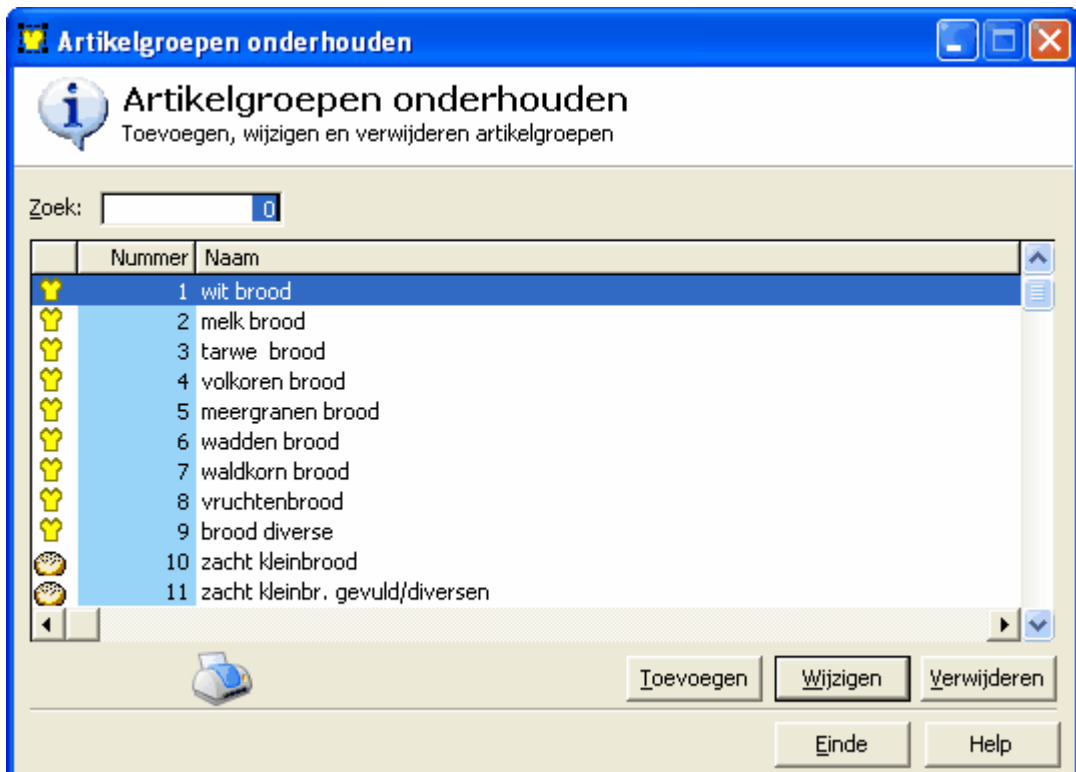 Artikelgroepen onderhouden
Artikelgroepen onderhouden
Toevoegen, wijzigen en verwijderen artikelgroepen
Zoek: 0
Nummer Naam
1 wit brood
2 melk brood
3 tarwe  brood
4 volkoren brood
5 meergranen brood
6 wadden brood
7 waldkorn brood
8 vruchtenbrood
9 brood diverse
10 zacht kleinbrood
11 zacht kleinbr. gevuld/diversen
Toevoegen Wijzigen Verwijderen
Einde Help